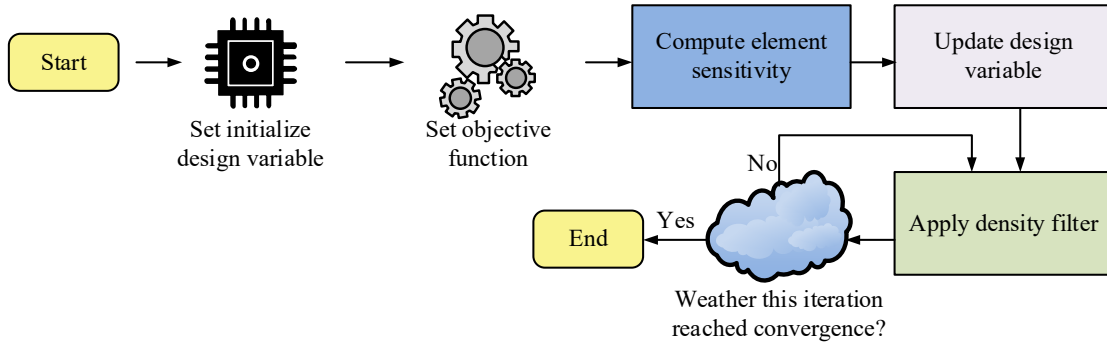 Start
Set initialize
design variable
Set objective
function
Compute element
sensitivity
Update design
variable
No
Apply density filter
Yes
End
Weather this iteration
reached convergence?